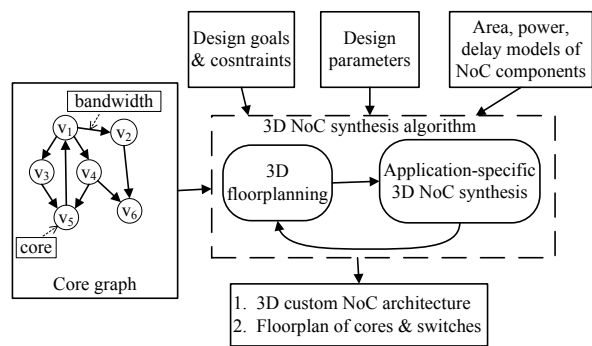 Design goals
& cosntraints
Design
parameters
Area, power,
delay models of
NoC components
bandwidth
v1
v2
v3
v4
v5
v6
core
Core graph
3D NoC synthesis algorithm
3D
floorplanning
Application-specific
3D NoC synthesis
1. 3D custom NoC architecture
2. Floorplan of cores & switches